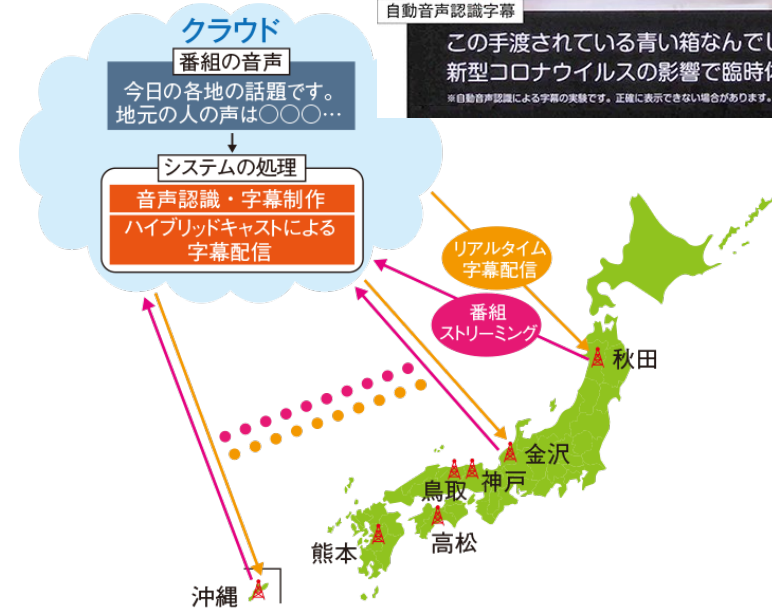 自動音声認識字幕
この手渡されている青い箱なんでし
新型コロナウイルスの影響で臨時休
※自動音声認識による字幕の実験です。正確に表示できない場合があります。
クラウド
番組の音声
今日の各地の話題です。
地元の人の声は○○○…
システムの処理
音声認識・字幕制作
ハイブリッドキャストによる
字幕配信
リアルタイム
字幕配信
番組
ストリーミング
秋田
金沢
神戸
鳥取
高松
熊本
沖縄